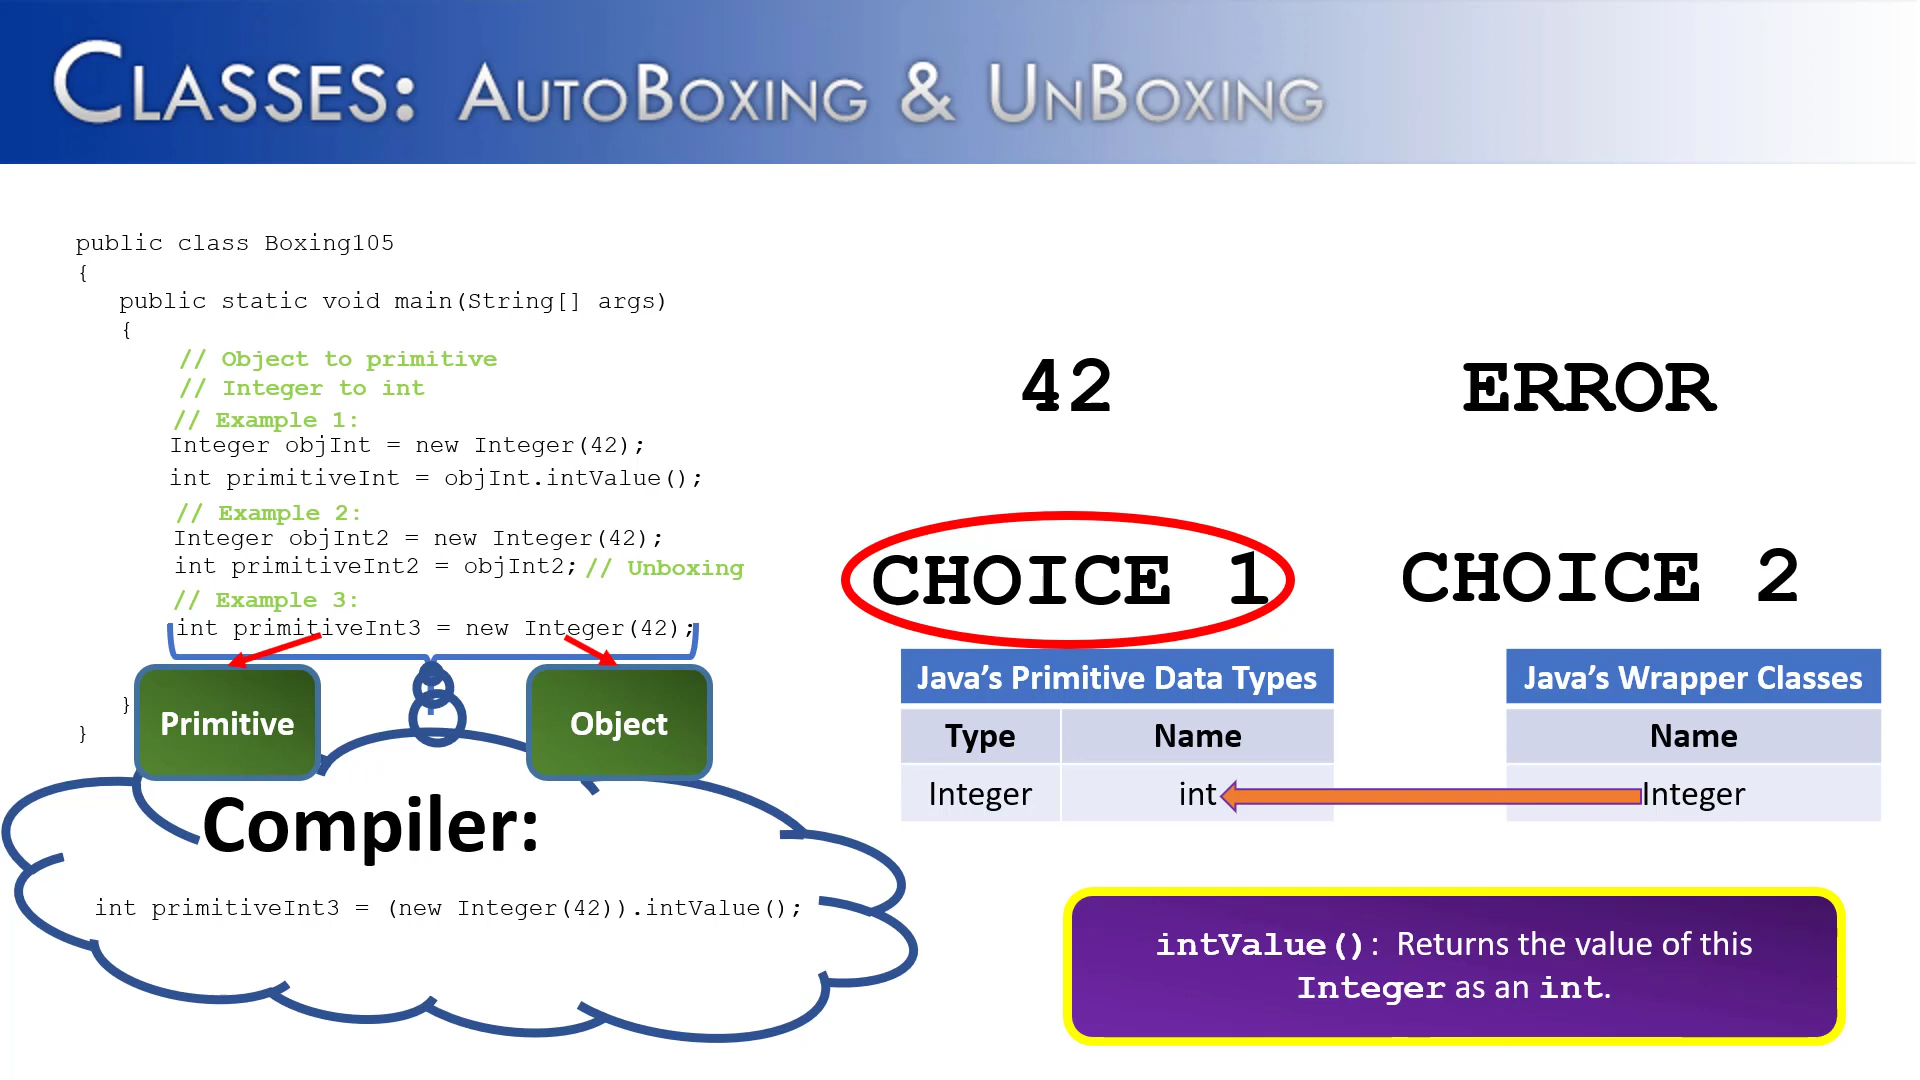 CLASSES: AUTOBOXING & UNBOXING
public class Boxing105
{
public static void main(String[] args)
{
// Object to primitive
// Integer to int
// Example 1:
Integer objInt = new Integer(42);
int primitiveInt = objInt.intValue();
// Example 2:
Integer objInt2 = new Integer(42);
int primitiveInt2 = objInt2; // Unboxing
// Example 3:
int primitiveInt3 = new Integer(42);
}
}
Primitive
Object
Compiler:
int primitiveInt3 = (new Integer(42)).intValue();
42
ERROR
CHOICE 1
CHOICE 2
Java’s Primitive Data Types
Type Name
Integer int
Java’s Wrapper Classes
Name
Integer
intValue(): Returns the value of this
Integer as an int.